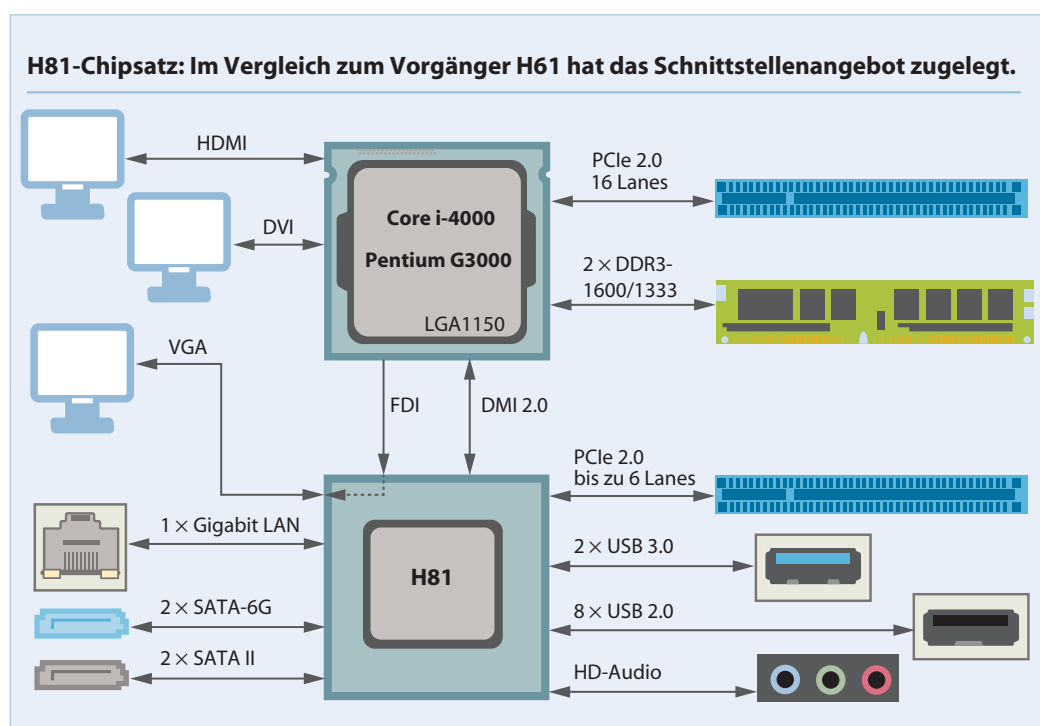 H81-Chipsatz: Im Vergleich zum Vorgänger H61 hat das Schnittstellenangebot zugelegt.
HDMI
DVI
VGA
Core i-4000
Pentium G3000
LGA1150
PCIe 2.0
16 Lanes
2 × DDR3-
1600/1333
FDI
DMI 2.0
PCIe 2.0
bis zu 6 Lanes
1 × Gigabit LAN
2 × SATA-6G
2 × SATA II
H81
2 × USB 3.0
8 × USB 2.0
HD-Audio